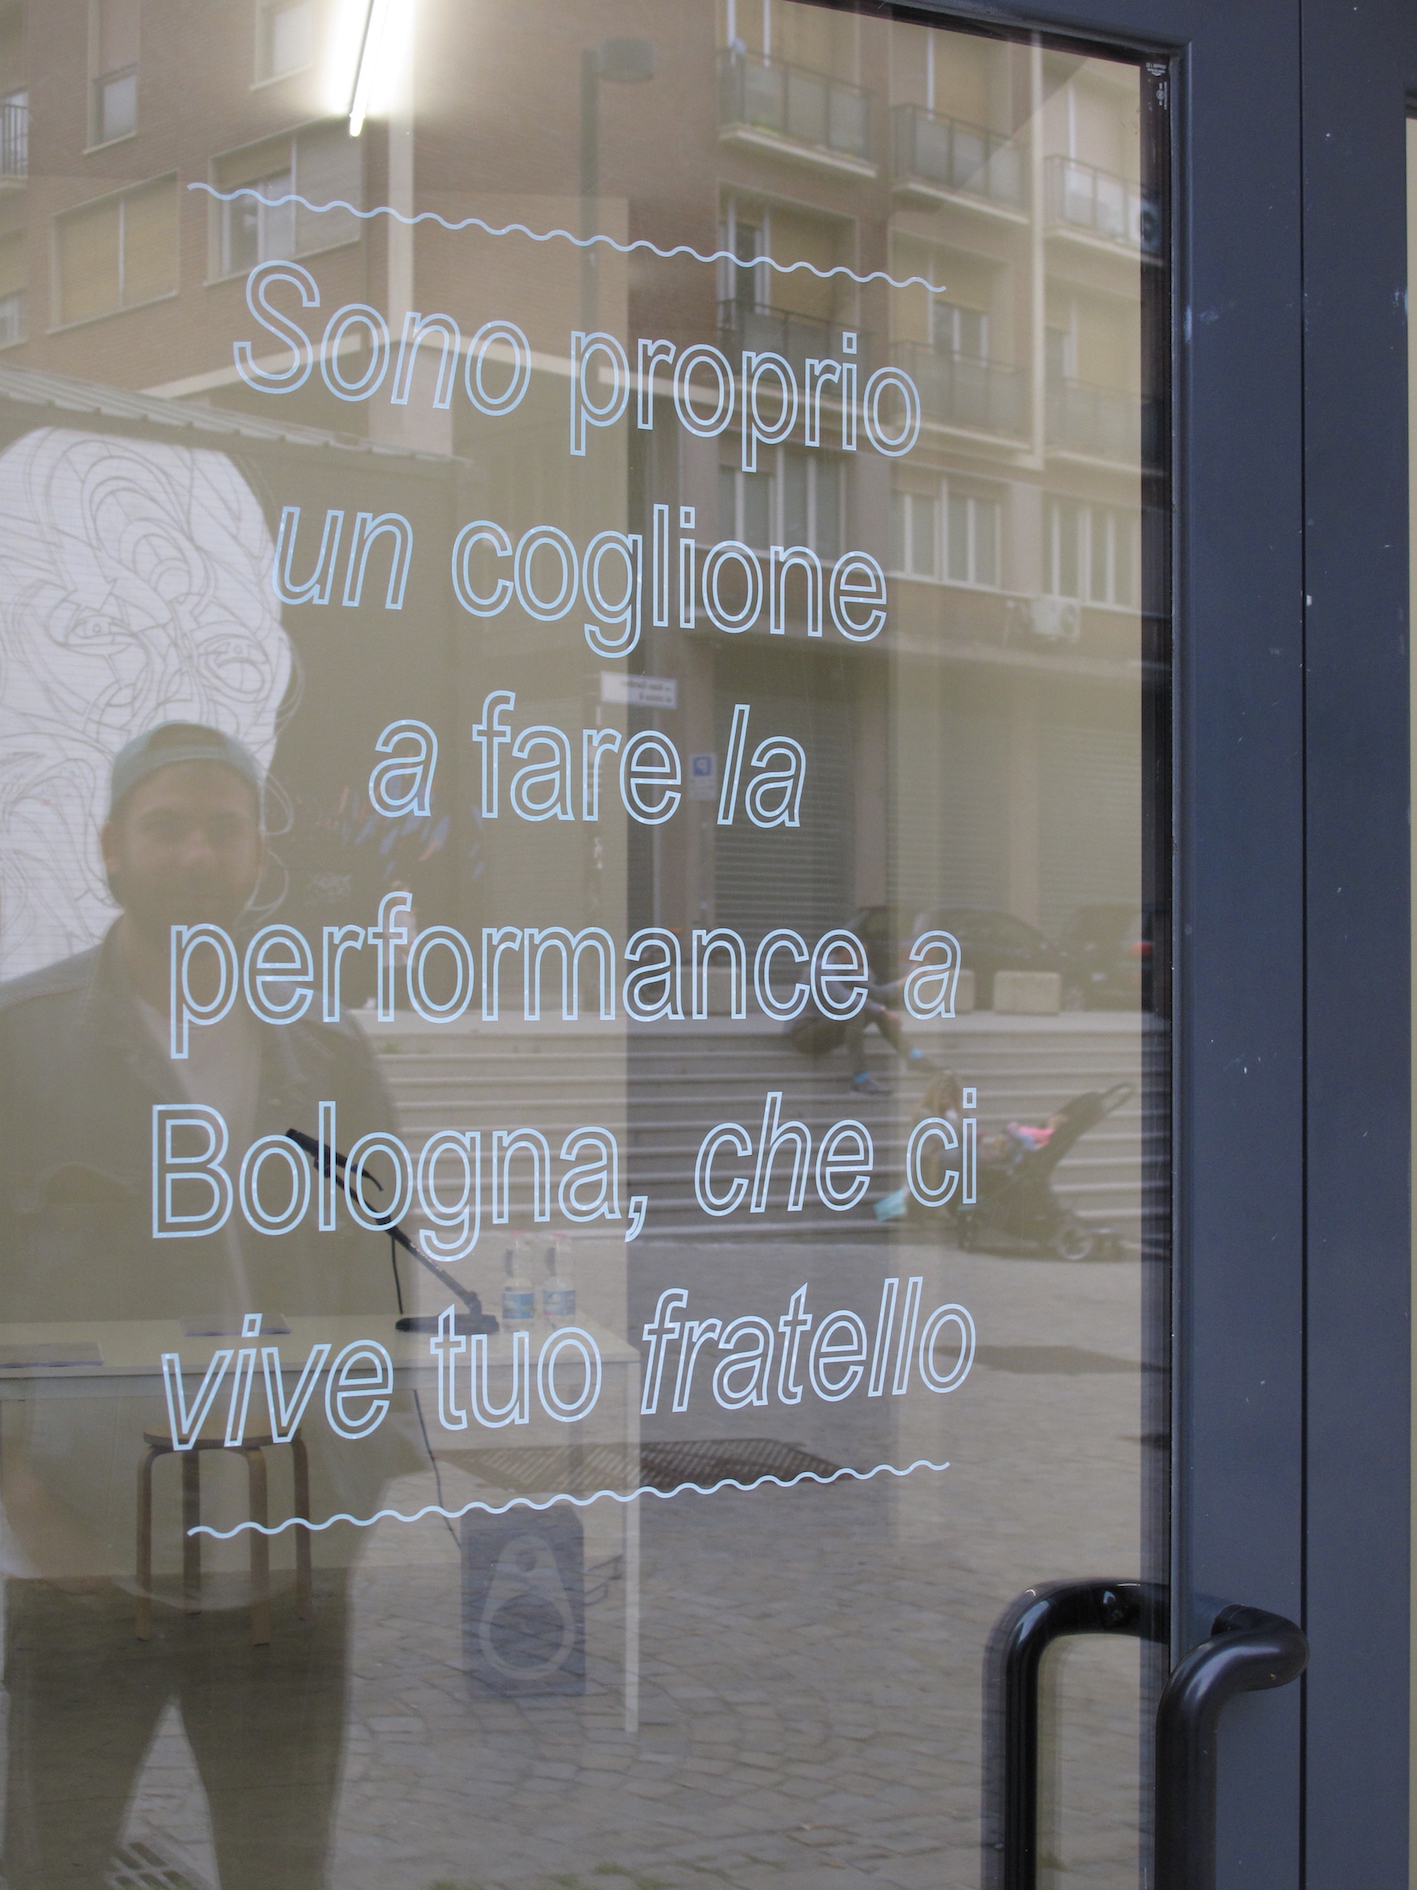 Sono proprio
un coglione
a fare la
performance a
Bologna, che ci
vive tuo fratello